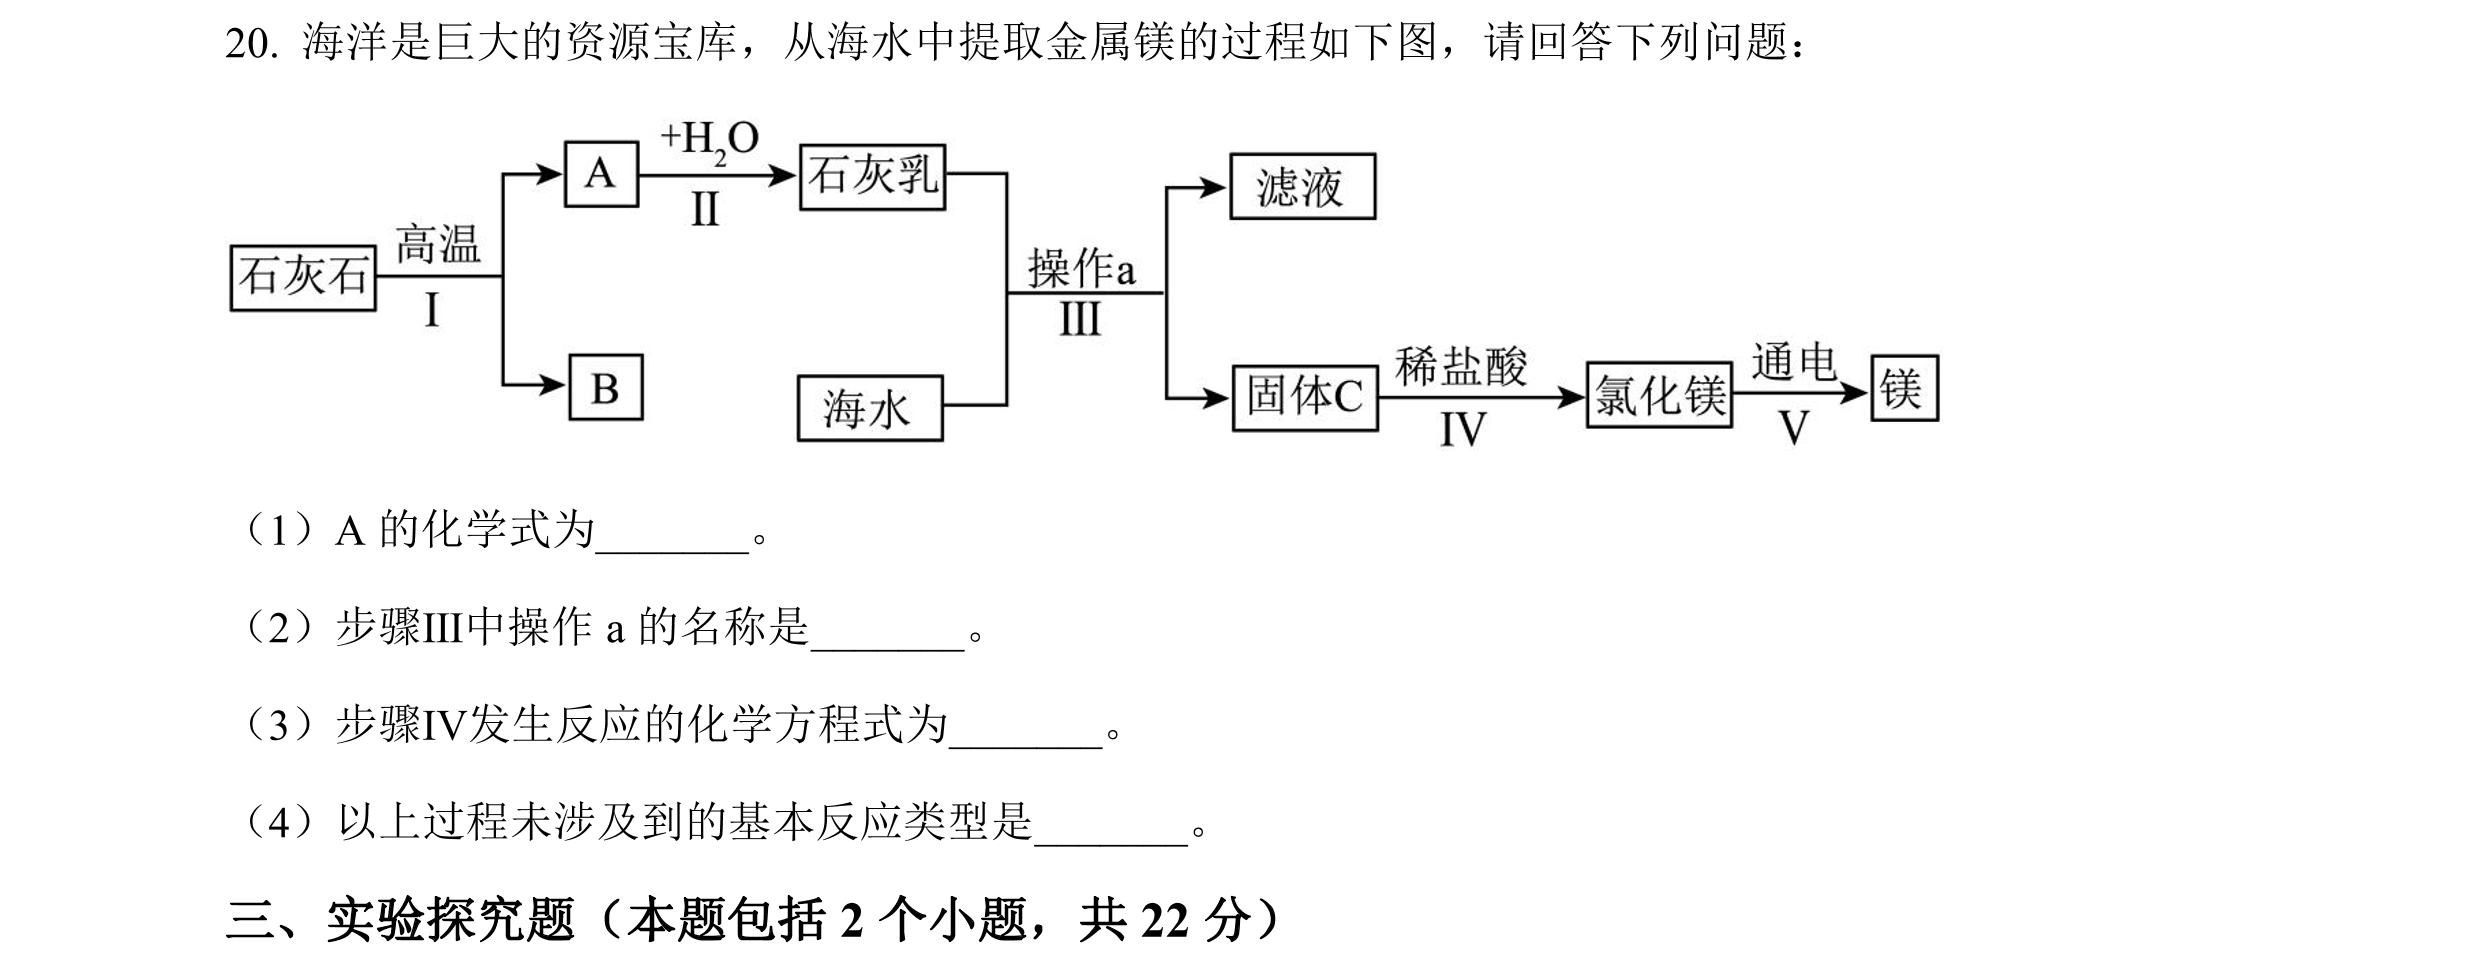 20. 海洋是巨大的资源宝库，从海水中提取金属镁的过程如下图，请回答下列问题：
石灰石
高温
I
A
B
+H₂O
II
石灰乳
海水
操作a
III
滤液
固体C
稀盐酸
IV
氯化镁
通电
V
镁
（1）A 的化学式为_______。
（2）步骤Ⅲ中操作 a 的名称是_______。
（3）步骤Ⅳ发生反应的化学方程式为_______。
（4）以上过程未涉及到的基本反应类型是_______。
三、实验探究题（本题包括 2 个小题，共 22 分）